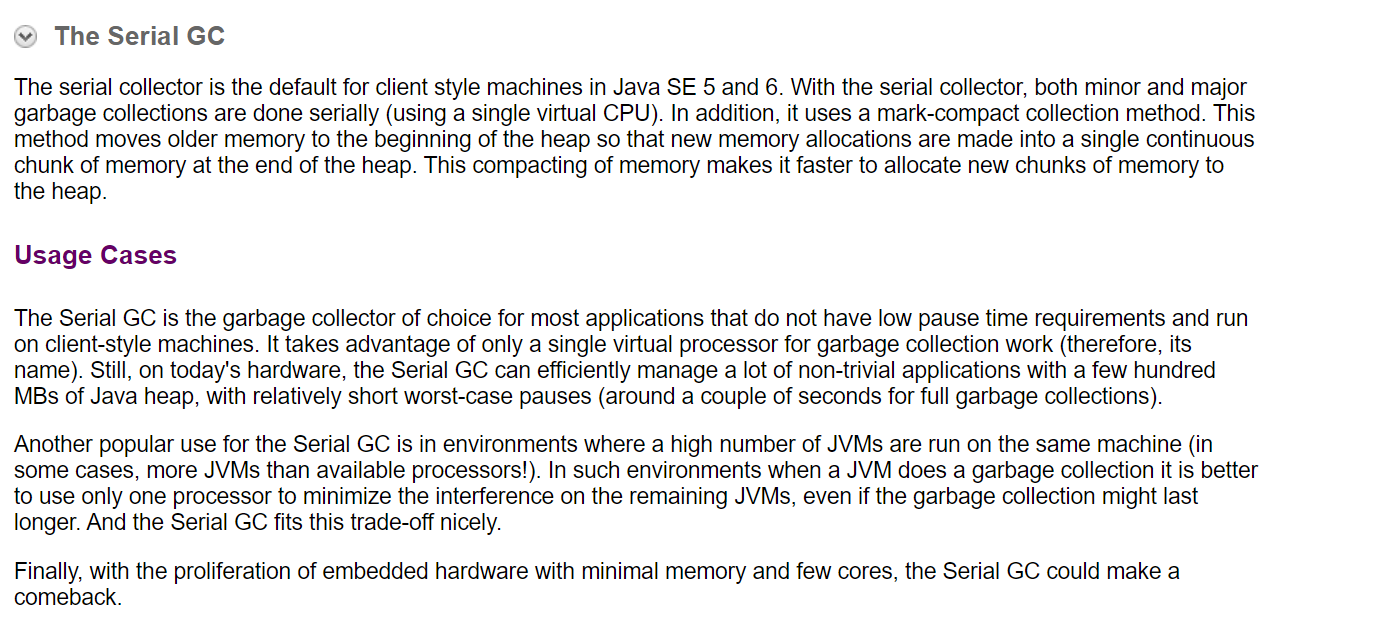 The Serial GC
The serial collector is the default for client style machines in Java SE 5 and 6. With the serial collector, both minor and major
garbage collections are done serially (using a single virtual CPU). In addition, it uses a mark-compact collection method. This
method moves older memory to the beginning of the heap so that new memory allocations are made into a single continuous
chunk of memory at the end of the heap. This compacting of memory makes it faster to allocate new chunks of memory to
the heap.
Usage Cases
The Serial GC is the garbage collector of choice for most applications that do not have low pause time requirements and run
on client-style machines. It takes advantage of only a single virtual processor for garbage collection work (therefore, its
name). Still, on today's hardware, the Serial GC can efficiently manage a lot of non-trivial applications with a few hundred
MBs of Java heap, with relatively short worst-case pauses (around a couple of seconds for full garbage collections).
Another popular use for the Serial GC is in environments where a high number of JVMs are run on the same machine (in
some cases, more JVMs than available processors!). In such environments when a JVM does a garbage collection it is better
to use only one processor to minimize the interference on the remaining JVMs, even if the garbage collection might last
longer. And the Serial GC fits this trade-off nicely.
Finally, with the proliferation of embedded hardware with minimal memory and few cores, the Serial GC could make a
comeback.